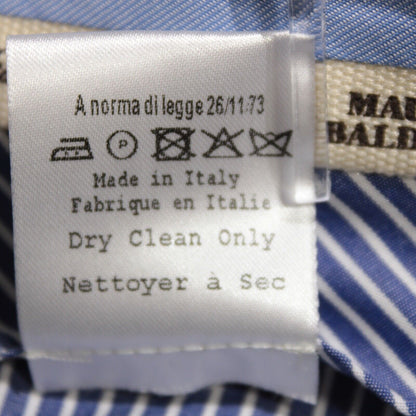 A norma di legge 26/11.73
P
Made in Italy
Fabrique en Italie
Dry Clean Only
Nettoyer à Sec